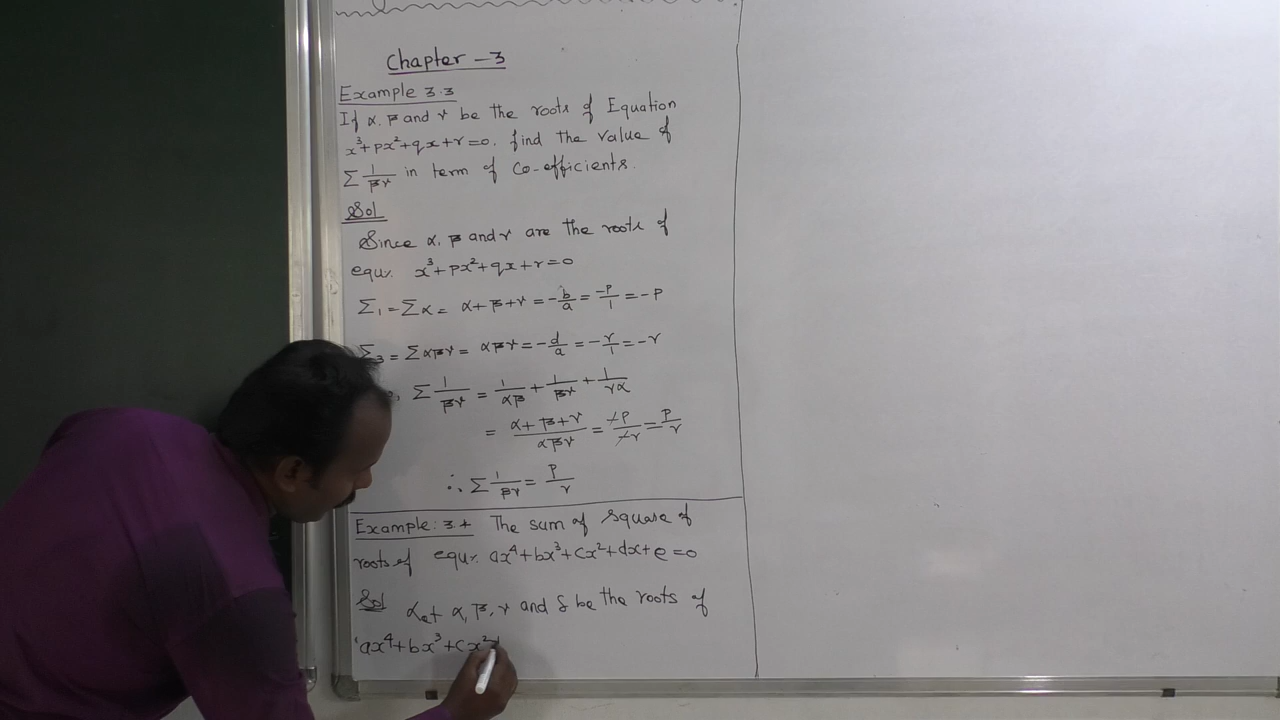 Chapter - 3
Example 3.3
If α, β and γ be the roots of Equation
x³+px²+qx+r=0. find the value of
Σ 1/βγ in term of Co-efficients.
Sol
Since α, β and γ are the roots of
equ. x³+px²+qx+r=0
Σ₁ = Σα = α+β+γ = -b/a = -p/1 = -p
Σ₃ = Σαβγ = αβγ = -d/a = -r/1 = -r
Σ 1/βγ = 1/αβ + 1/βγ + 1/γα
= (α+β+γ)/αβγ = -p/-r = p/r
∴ Σ 1/βγ = p/r
Example: 3.4 The sum of square of
roots of equ. ax⁴+bx³+cx²+dx+e=0
Sol Let α, β, γ and δ be the roots of
ax⁴+bx³+cx²